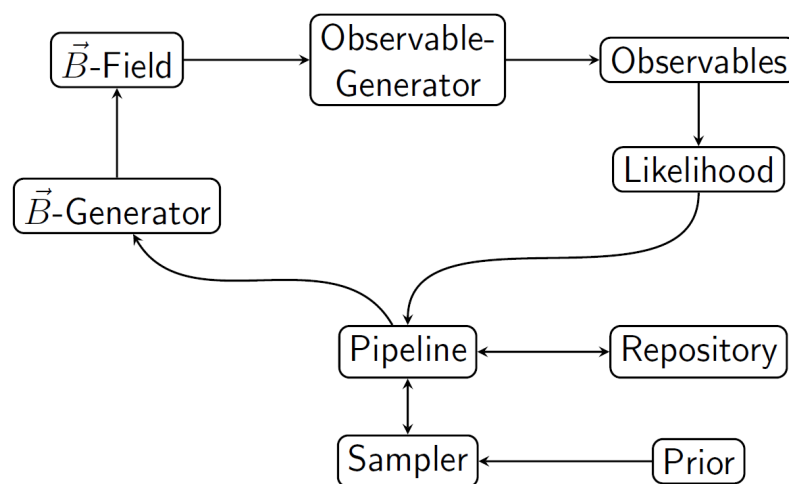 B⃗-Field
Observable-
Generator
Observables
Likelihood
B⃗-Generator
Pipeline
Repository
Sampler
Prior